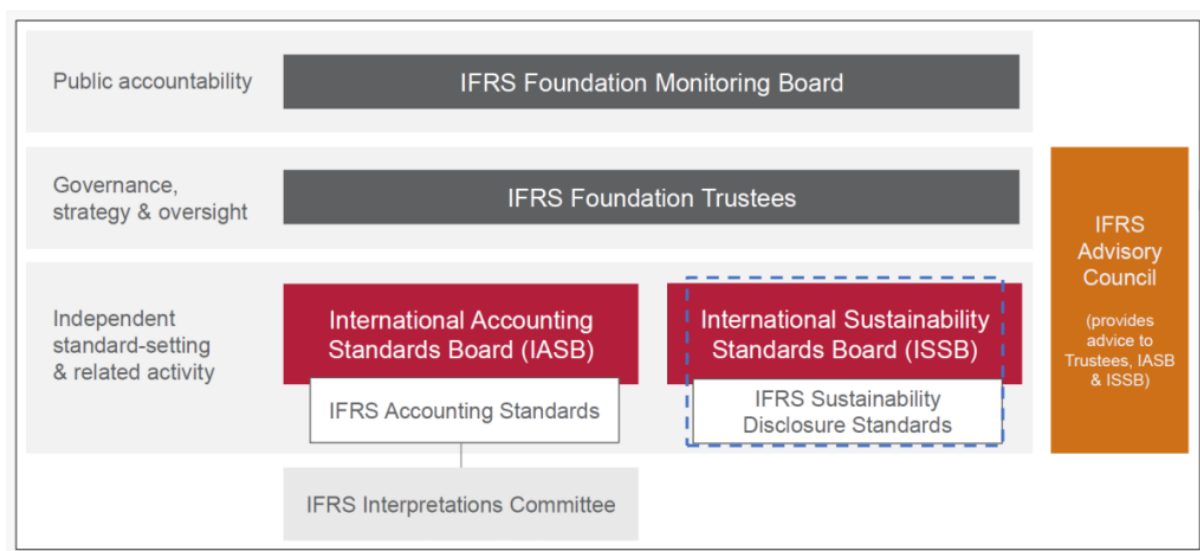 Public accountability
IFRS Foundation Monitoring Board
Governance,
strategy & oversight
IFRS Foundation Trustees
Independent
standard-setting
& related activity
International Accounting
Standards Board (IASB)
IFRS Accounting Standards
International Sustainability
Standards Board (ISSB)
IFRS Sustainability
Disclosure Standards
IFRS Interpretations Committee
IFRS
Advisory
Council
(provides
advice to
Trustees, IASB
& ISSB)